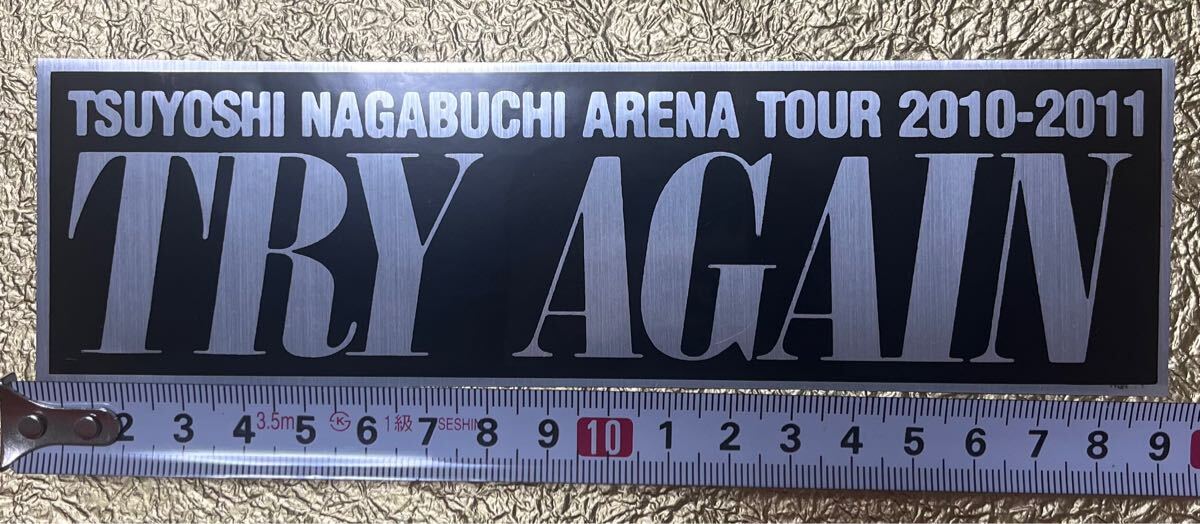 TSUYOSHI NAGABUCHI ARENA TOUR 2010-2011
TRY AGAIN
2 3 4 3.5m 5 K 6 1級 7 SESHIN 8 9 10 1 2 3 4 5 6 7 8 9